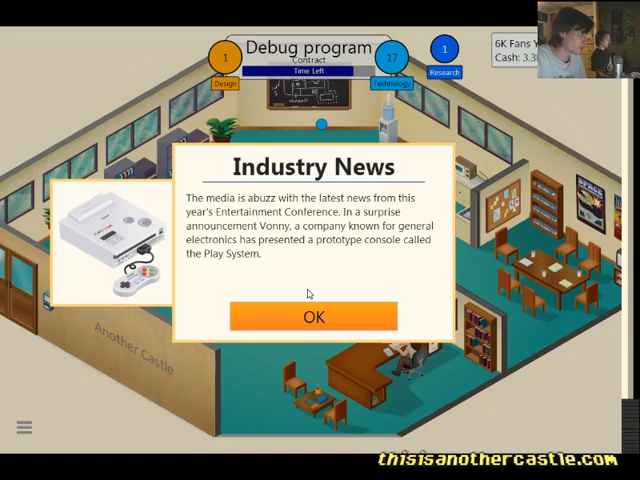 Debug program
Contract
Time Left
1
Design
17
Technology
1
Research
6K Fans
Cash: 3.3
Industry News
The media is abuzz with the latest news from this
year's Entertainment Conference. In a surprise
announcement Vonny, a company known for general
electronics has presented a prototype console called
the Play System.
OK
SPACE
Another Castle
thisisanothercastle.com